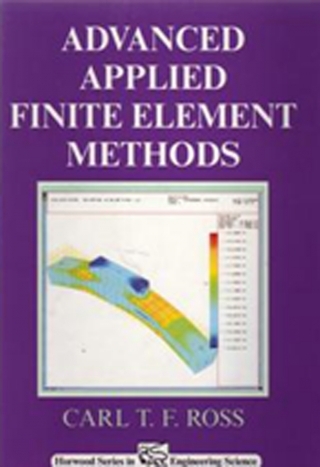 ADVANCED
APPLIED
FINITE ELEMENT
METHODS
CARL T. F. ROSS
Horwood Series in Engineering Science